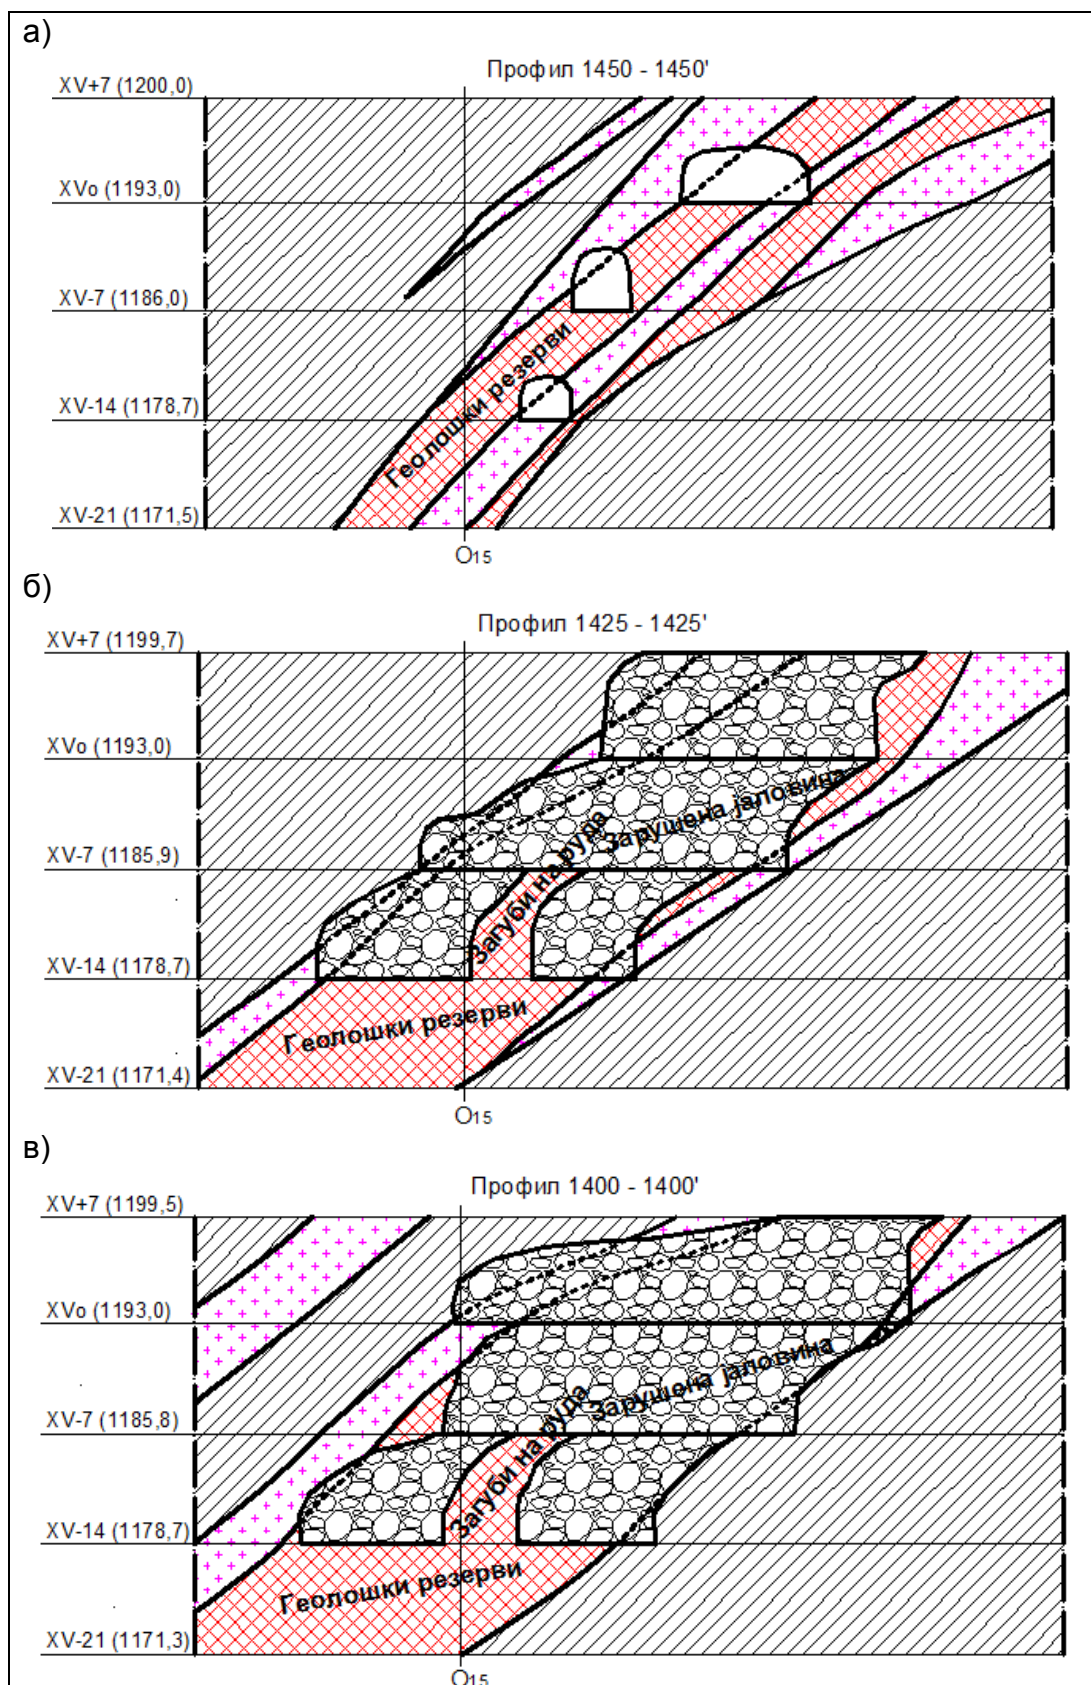 а)
Профил 1450 - 1450'
XV+7 (1200,0)
XVo (1193,0)
XV-7 (1186,0)
XV-14 (1178,7)
XV-21 (1171,5)
Геолошки резерви
O15
б)
Профил 1425 - 1425'
XV+7 (1199,7)
XVo (1193,0)
XV-7 (1185,9)
XV-14 (1178,7)
XV-21 (1171,4)
Зарушена јаловина
Загуби на руда
Геолошки резерви
O15
в)
Профил 1400 - 1400'
XV+7 (1199,5)
XVo (1193,0)
XV-7 (1185,8)
XV-14 (1178,7)
XV-21 (1171,3)
Зарушена јаловина
Загуби на руда
Геолошки резерви
O15